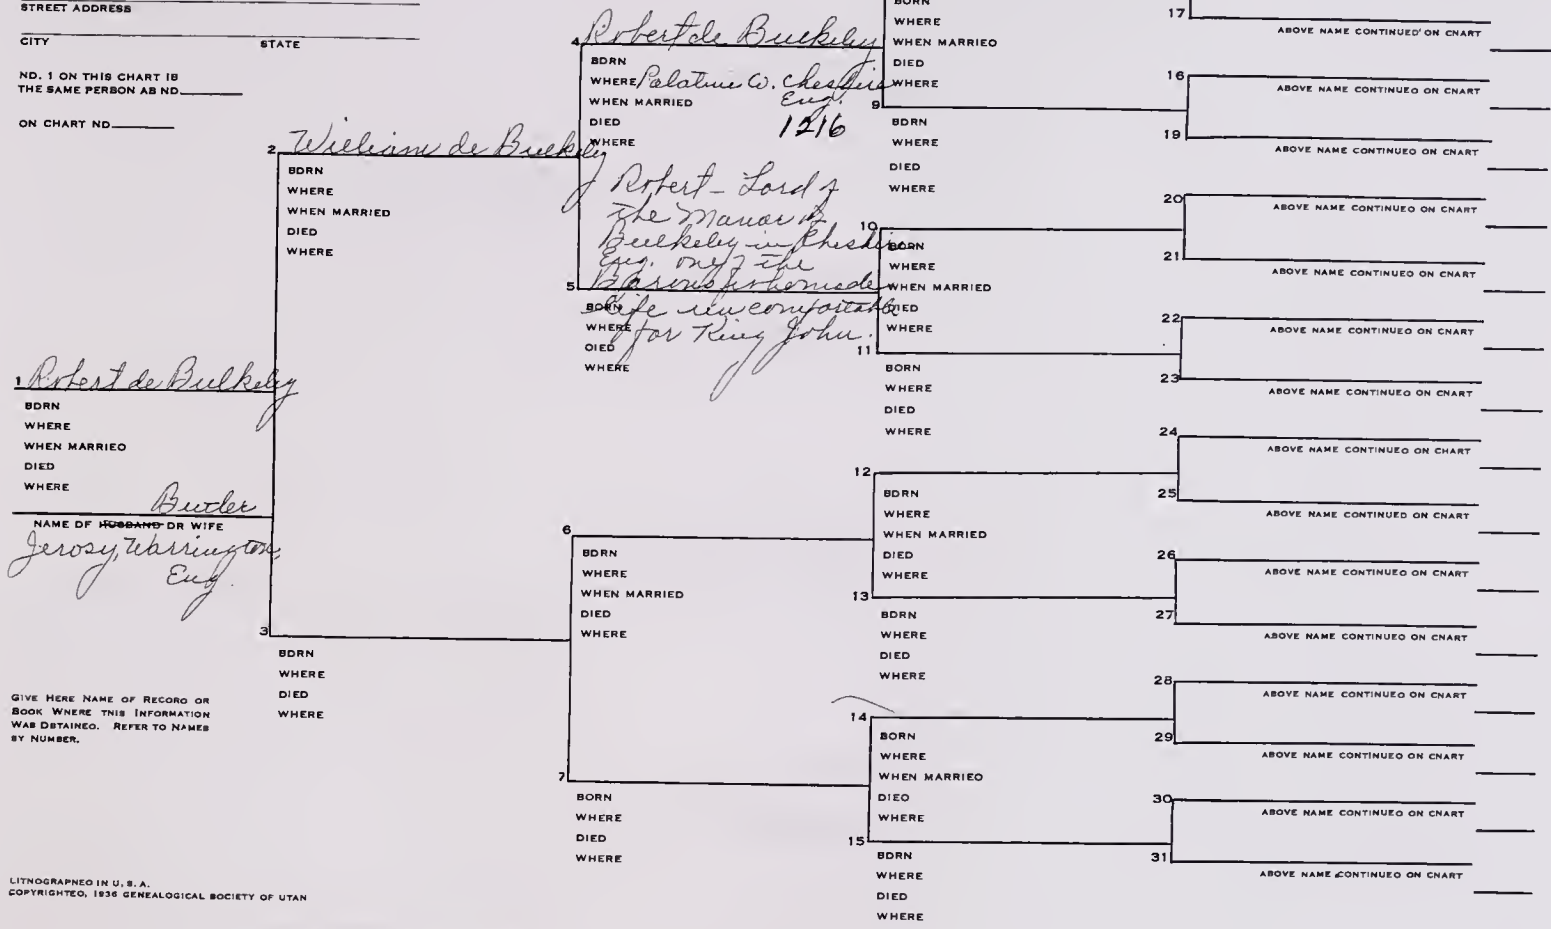 STREET ADDRESS
CITY STATE
NO. 1 ON THIS CHART IS
THE SAME PERSON AS NO.
ON CHART NO.
1 Robert de Bulkeley
BORN
WHERE
WHEN MARRIED
DIED
WHERE
Butler
NAME OF HUSBAND OR WIFE
Warrington,
Eng.
2 William de Bulkeley
BORN
WHERE
WHEN MARRIED
DIED
WHERE
3
BORN
WHERE
DIED
WHERE
GIVE HERE NAME OF RECORD OR
BOOK WHERE THIS INFORMATION
WAS OBTAINED. REFER TO NAMES
BY NUMBER.
LITHOGRAPHED IN U.S.A.
COPYRIGHTED, 1936 GENEALOGICAL SOCIETY OF UTAH
4 Robert de Bulkeley
BORN
WHERE Palatine Co. Cheshire
WHEN MARRIED Eng.
DIED 1216
WHERE
Robert - Lord of
the Manor of
Bulkeley in Cheshire
Eng. one of the
Barons who made
life uncomfortable
for King John.
5
BORN
WHERE
DIED
WHERE
6
BORN
WHERE
WHEN MARRIED
DIED
WHERE
7
BORN
WHERE
DIED
WHERE
BORN
WHERE
WHEN MARRIED
DIED
WHERE
9
BORN
WHERE
DIED
WHERE
10
BORN
WHERE
WHEN MARRIED
DIED
WHERE
11
BORN
WHERE
DIED
WHERE
12
BORN
WHERE
WHEN MARRIED
DIED
WHERE
13
BORN
WHERE
DIED
WHERE
14
BORN
WHERE
WHEN MARRIED
DIED
WHERE
15
BORN
WHERE
DIED
WHERE
17
ABOVE NAME CONTINUED ON CHART
18
ABOVE NAME CONTINUED ON CHART
19
ABOVE NAME CONTINUED ON CHART
20
ABOVE NAME CONTINUED ON CHART
21
ABOVE NAME CONTINUED ON CHART
22
ABOVE NAME CONTINUED ON CHART
23
ABOVE NAME CONTINUED ON CHART
24
ABOVE NAME CONTINUED ON CHART
25
ABOVE NAME CONTINUED ON CHART
26
ABOVE NAME CONTINUED ON CHART
27
ABOVE NAME CONTINUED ON CHART
28
ABOVE NAME CONTINUED ON CHART
29
ABOVE NAME CONTINUED ON CHART
30
ABOVE NAME CONTINUED ON CHART
31
ABOVE NAME CONTINUED ON CHART